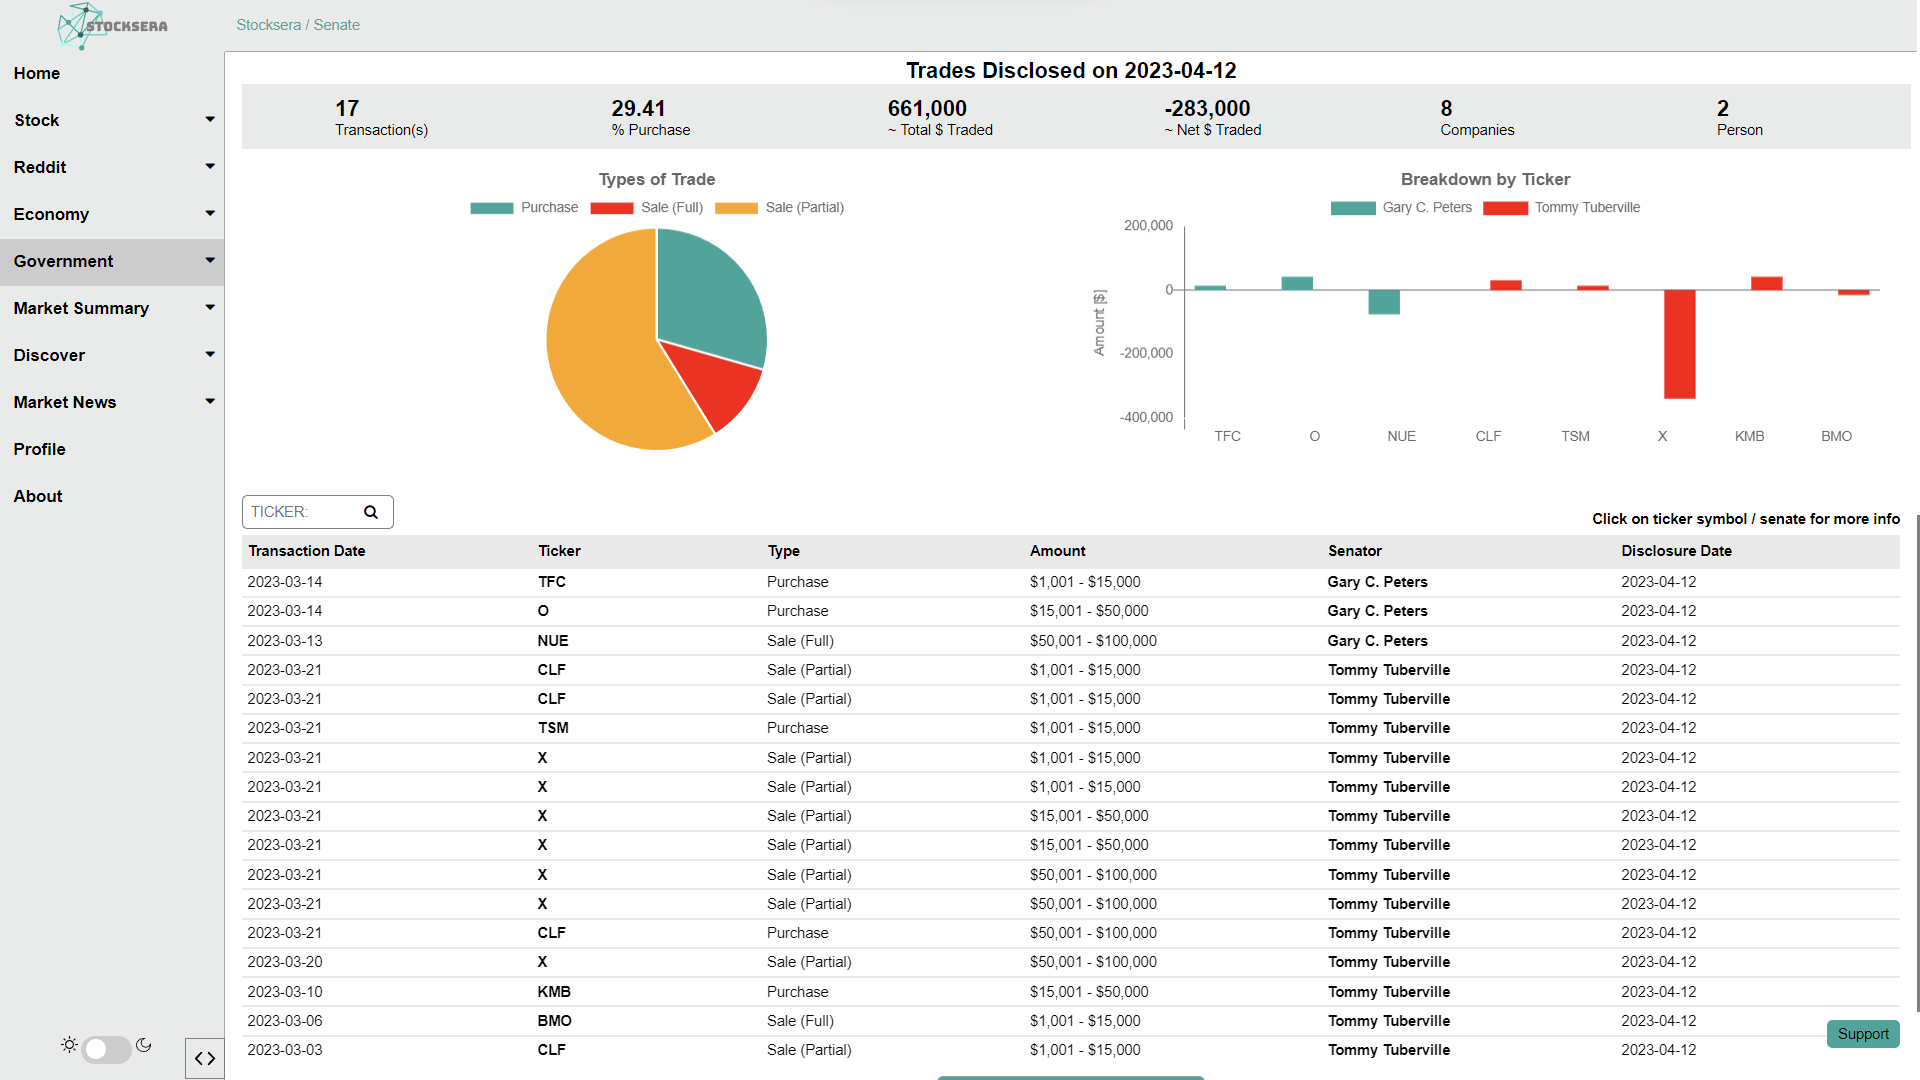 STOCKSERA
Stocksera / Senate
Home
Stock
Reddit
Economy
Government
Market Summary
Discover
Market News
Profile
About
Trades Disclosed on 2023-04-12
17 29.41 661,000 -283,000 8 2
Transaction(s) % Purchase ~ Total $ Traded ~ Net $ Traded Companies Person
Types of Trade
Purchase Sale (Full) Sale (Partial)
Breakdown by Ticker
Gary C. Peters Tommy Tuberville
200,000
0
-200,000
-400,000
Amount [$]
TFC O NUE CLF TSM X KMB BMO
TICKER:
Click on ticker symbol / senate for more info
Transaction Date Ticker Type Amount Senator Disclosure Date
2023-03-14 TFC Purchase $1,001 - $15,000 Gary C. Peters 2023-04-12
2023-03-14 O Purchase $15,001 - $50,000 Gary C. Peters 2023-04-12
2023-03-13 NUE Sale (Full) $50,001 - $100,000 Gary C. Peters 2023-04-12
2023-03-21 CLF Sale (Partial) $1,001 - $15,000 Tommy Tuberville 2023-04-12
2023-03-21 CLF Sale (Partial) $1,001 - $15,000 Tommy Tuberville 2023-04-12
2023-03-21 TSM Purchase $1,001 - $15,000 Tommy Tuberville 2023-04-12
2023-03-21 X Sale (Partial) $1,001 - $15,000 Tommy Tuberville 2023-04-12
2023-03-21 X Sale (Partial) $1,001 - $15,000 Tommy Tuberville 2023-04-12
2023-03-21 X Sale (Partial) $15,001 - $50,000 Tommy Tuberville 2023-04-12
2023-03-21 X Sale (Partial) $15,001 - $50,000 Tommy Tuberville 2023-04-12
2023-03-21 X Sale (Partial) $50,001 - $100,000 Tommy Tuberville 2023-04-12
2023-03-21 X Sale (Partial) $50,001 - $100,000 Tommy Tuberville 2023-04-12
2023-03-21 CLF Purchase $50,001 - $100,000 Tommy Tuberville 2023-04-12
2023-03-20 X Sale (Partial) $50,001 - $100,000 Tommy Tuberville 2023-04-12
2023-03-10 KMB Purchase $15,001 - $50,000 Tommy Tuberville 2023-04-12
2023-03-06 BMO Sale (Full) $1,001 - $15,000 Tommy Tuberville 2023-04-12
2023-03-03 CLF Sale (Partial) $1,001 - $15,000 Tommy Tuberville 2023-04-12
Support